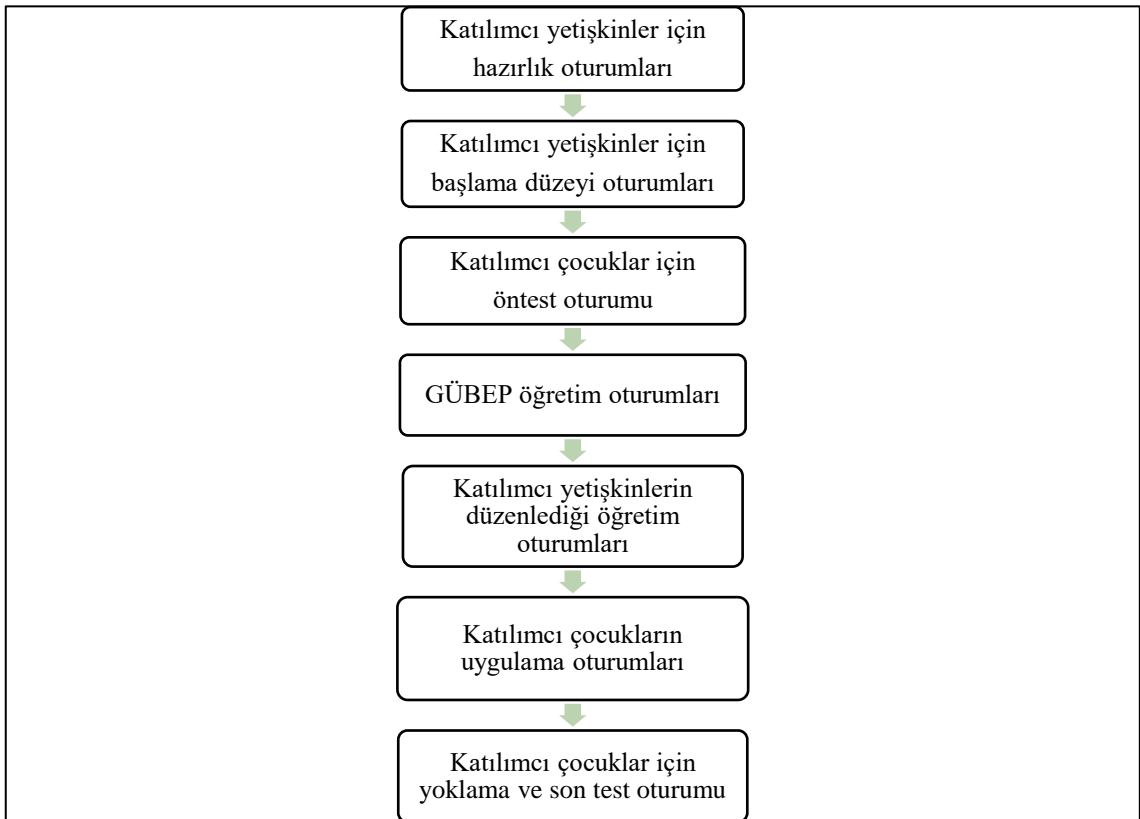 Katılımcı yetişkinler için
hazırlık oturumları
Katılımcı yetişkinler için
başlama düzeyi oturumları
Katılımcı çocuklar için
öntest oturumu
GÜBEP öğretim oturumları
Katılımcı yetişkinlerin
düzenlediği öğretim
oturumları
Katılımcı çocukların
uygulama oturumları
Katılımcı çocuklar için
yoklama ve son test oturumu